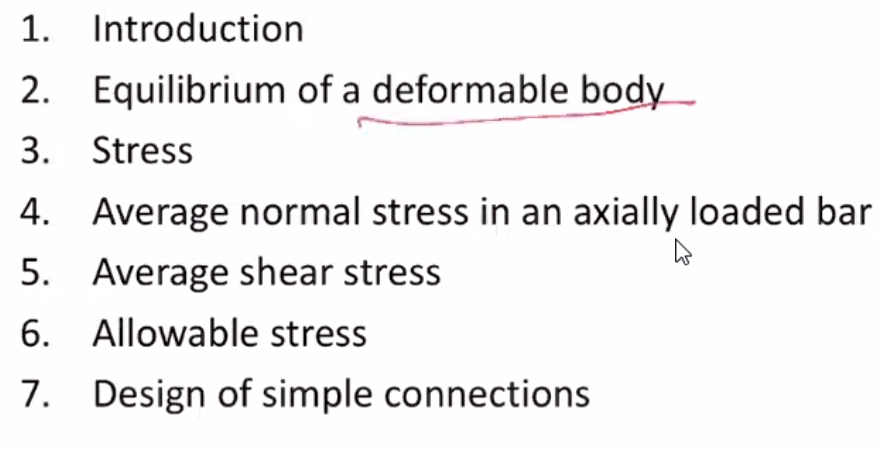 1. Introduction
2. Equilibrium of a deformable body
3. Stress
4. Average normal stress in an axially loaded bar
5. Average shear stress
6. Allowable stress
7. Design of simple connections